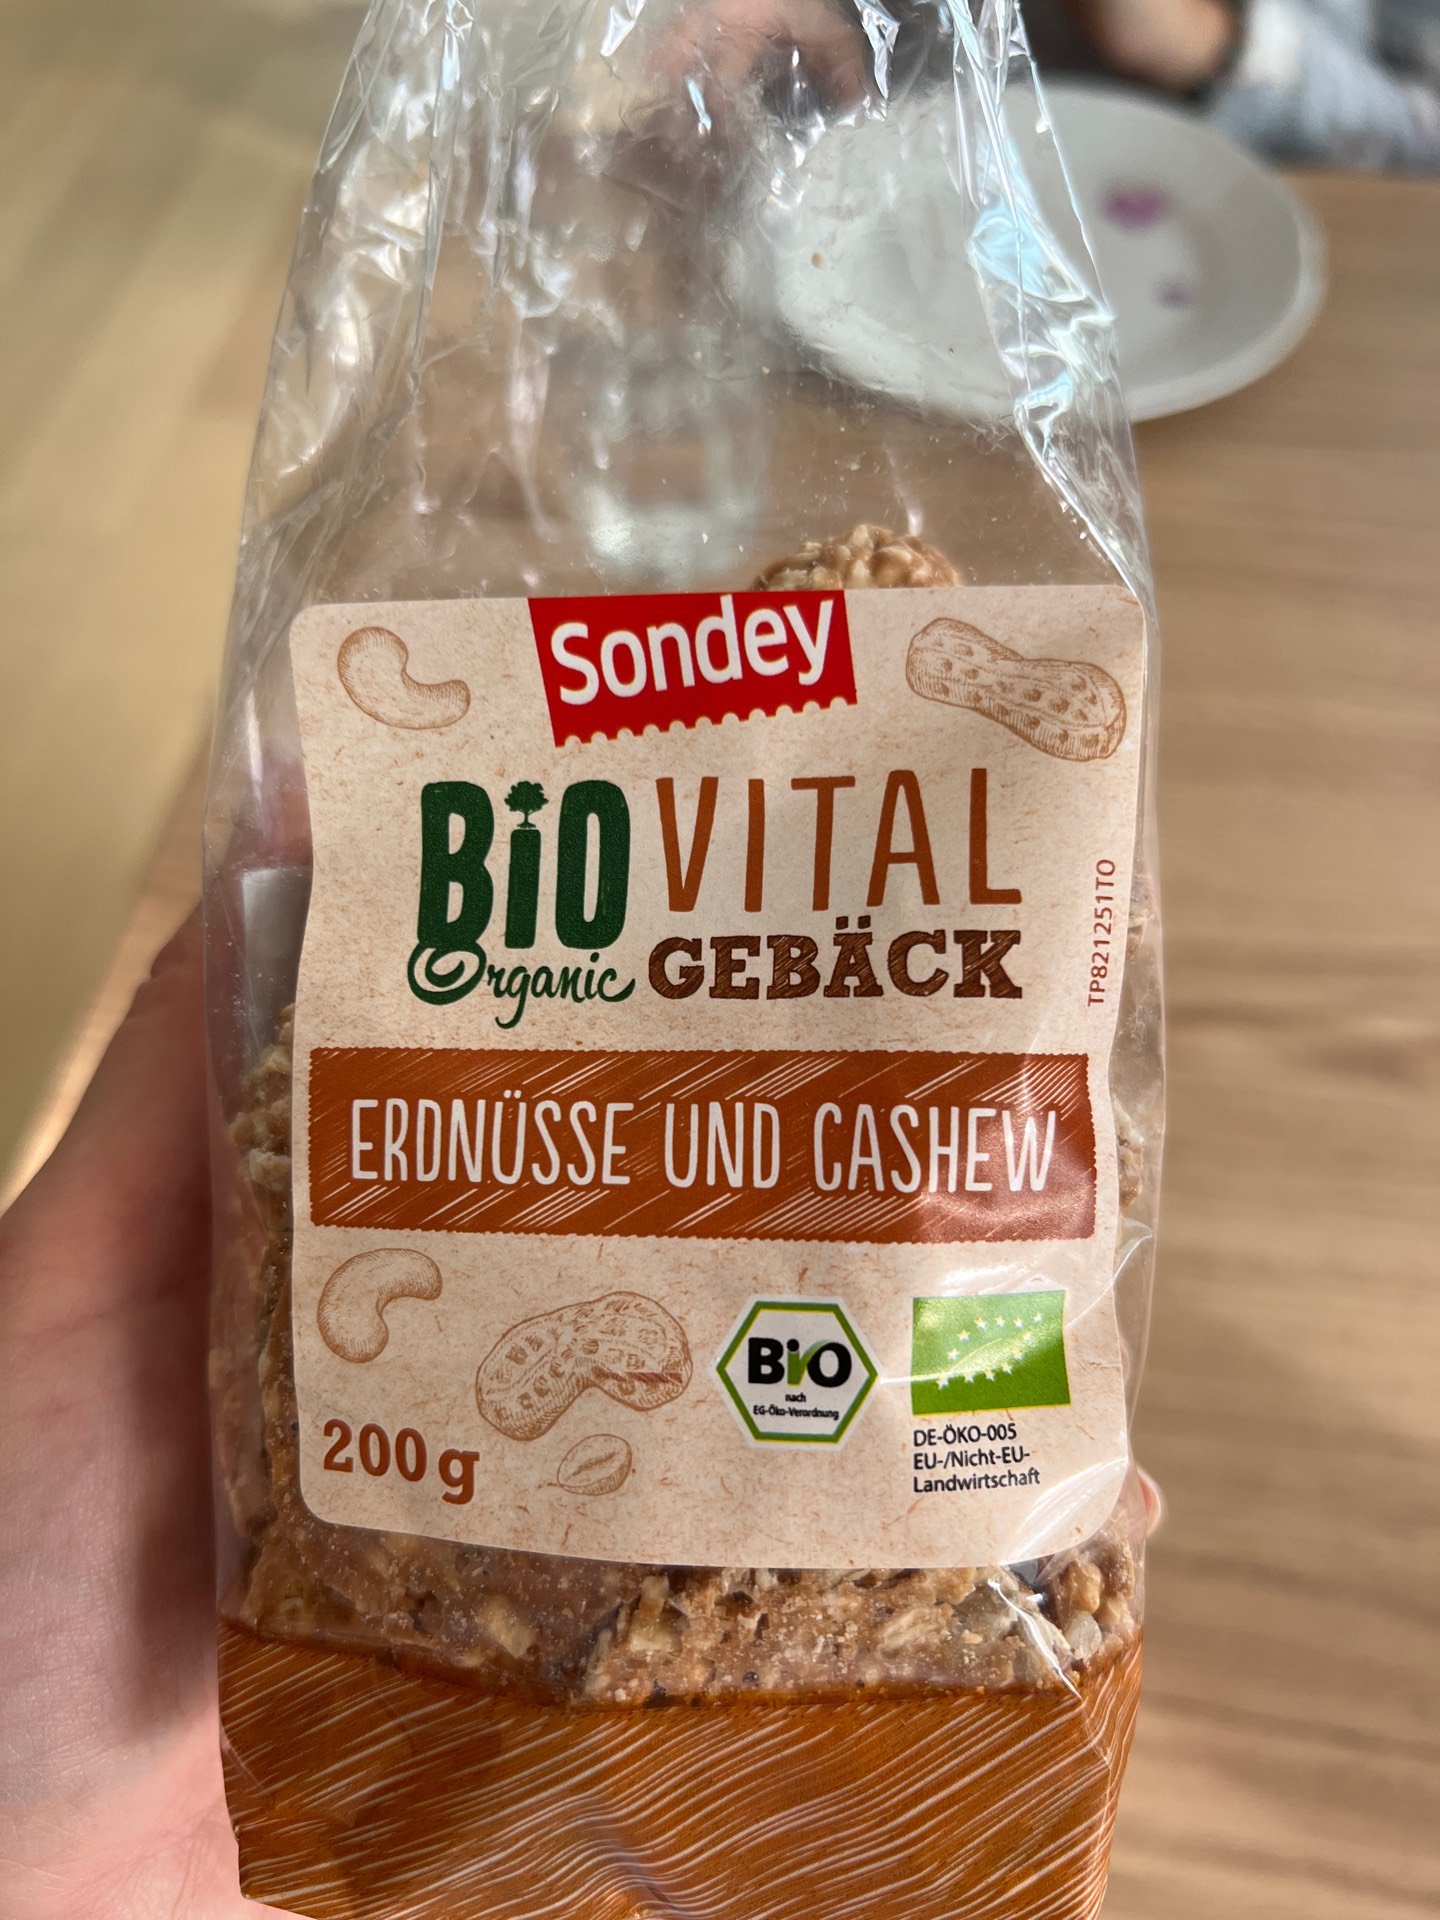 Sondey
BiO VITAL
Organic GEBÄCK
TP821251TO
ERDNÜSSE UND CASHEW
200 g
BiO
nach
EG-Öko-Verordnung
DE-ÖKO-005
EU-/Nicht-EU-
Landwirtschaft